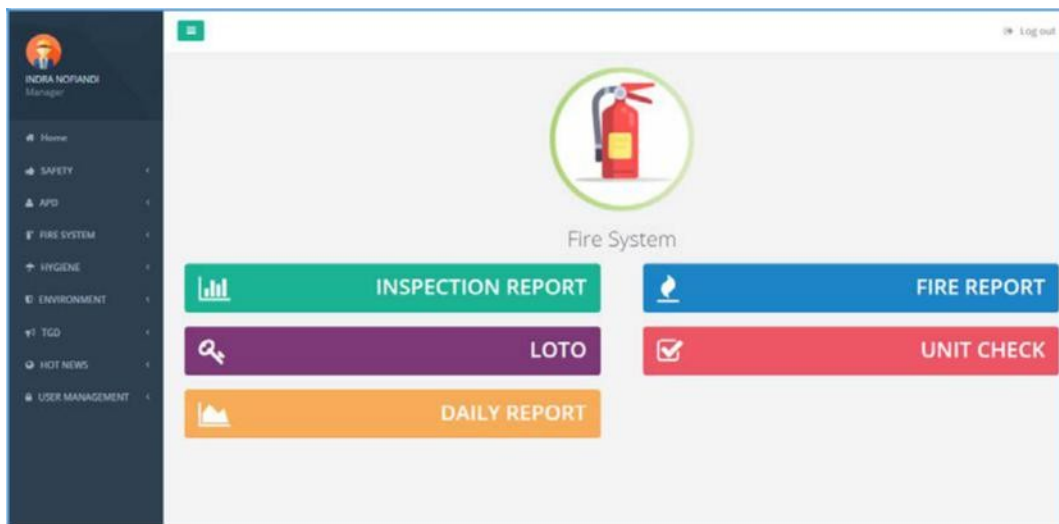 INDRA NOFIANDI
Manager
Home
SAFETY
APD
FIRE SYSTEM
HYGIENE
ENVIRONMENT
TGD
HOT NEWS
USER MANAGEMENT
Log out
Fire System
INSPECTION REPORT
FIRE REPORT
LOTO
UNIT CHECK
DAILY REPORT